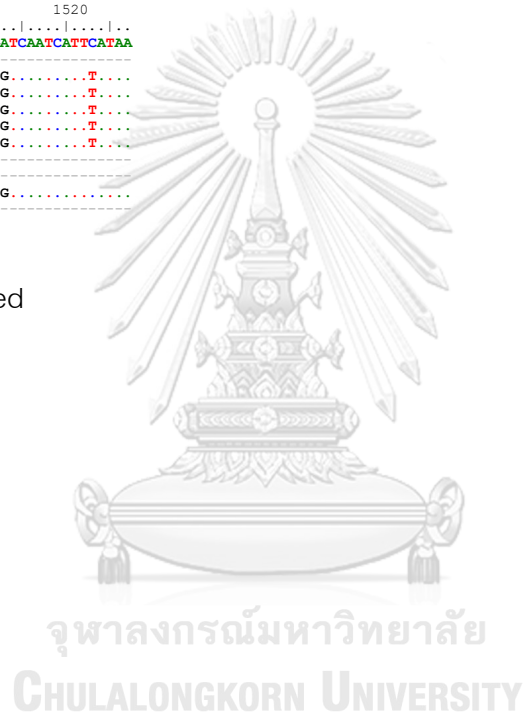 1520
..|....|....|..
ATCAATCATTCATAA
---------------
G.........T....
G.........T....
G.........T....
G.........T....
G.........T....
---------------
---------------
G..............
---------------
ed
จุฬาลงกรณ์มหาวิทยาลัย
CHULALONGKORN UNIVERSITY